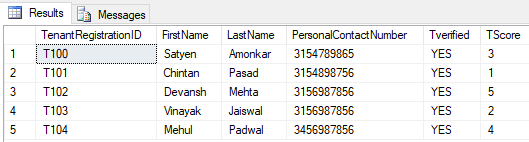 Results Messages
TenantRegistrationID FirstName LastName PersonalContactNumber Tverified TScore
1 T100 Satyen Amonkar 3154789865 YES 3
2 T101 Chintan Pasad 3154898756 YES 1
3 T102 Devansh Mehta 3156987856 YES 5
4 T103 Vinayak Jaiswal 3156987856 YES 2
5 T104 Mehul Padwal 3456987856 YES 4